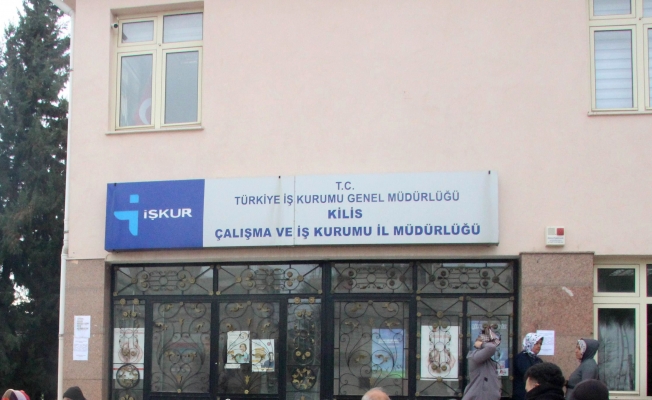 İŞKUR
T.C.
TÜRKİYE İŞ KURUMU GENEL MÜDÜRLÜĞÜ
KİLİS
ÇALIŞMA VE İŞ KURUMU İL MÜDÜRLÜĞÜ